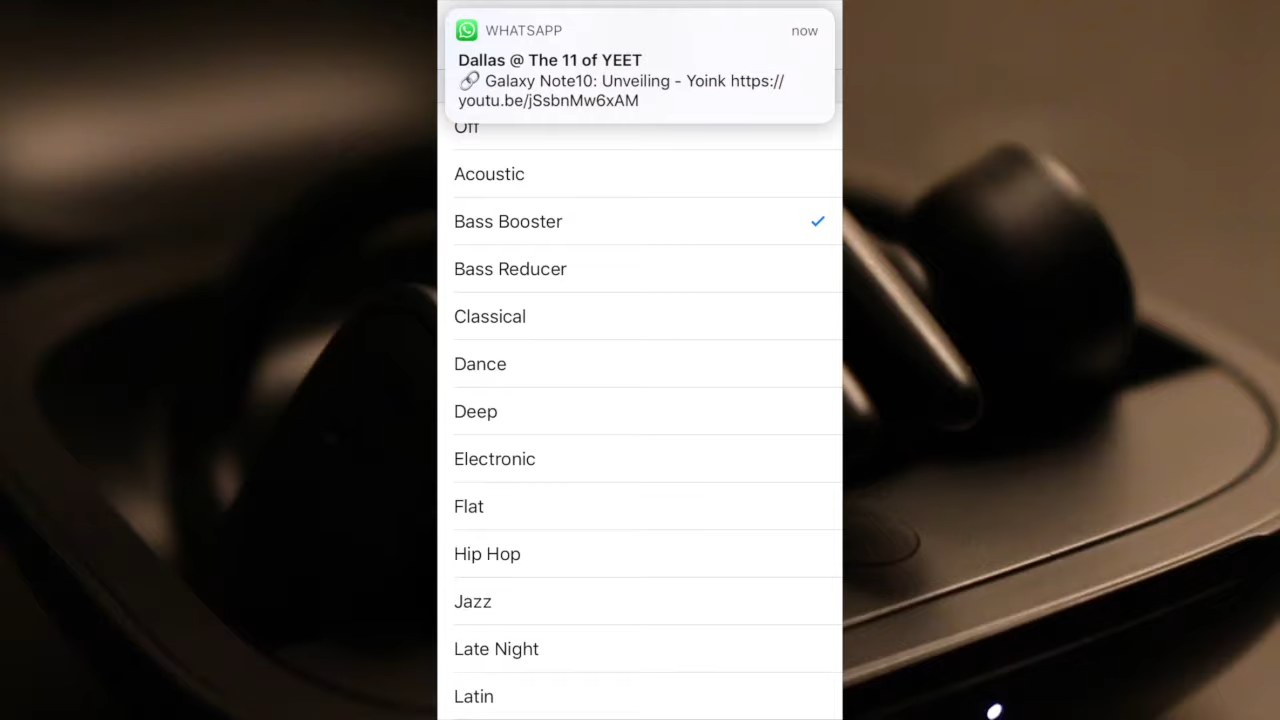 WHATSAPP now
Dallas @ The 11 of YEET
🔗 Galaxy Note10: Unveiling - Yoink https://
youtu.be/jSsbnMw6xAM
Off
Acoustic
Bass Booster
Bass Reducer
Classical
Dance
Deep
Electronic
Flat
Hip Hop
Jazz
Late Night
Latin